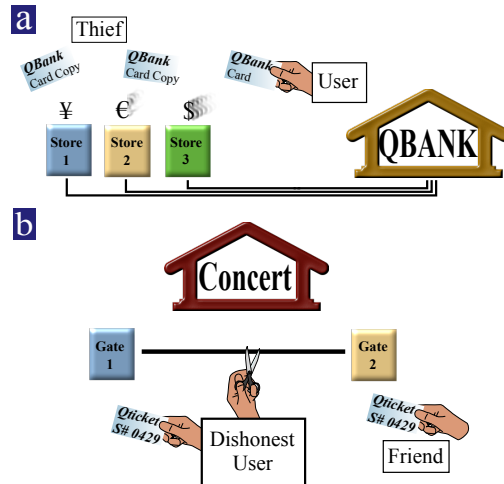 a
Thief
QBank
Card Copy
QBank
Card Copy
QBank
Card
User
¥
€
$
Store
1
Store
2
Store
3
QBANK
b
Concert
Gate
1
Gate
2
Qticket
S# 0429
Dishonest
User
Qticket
S# 0429
Friend